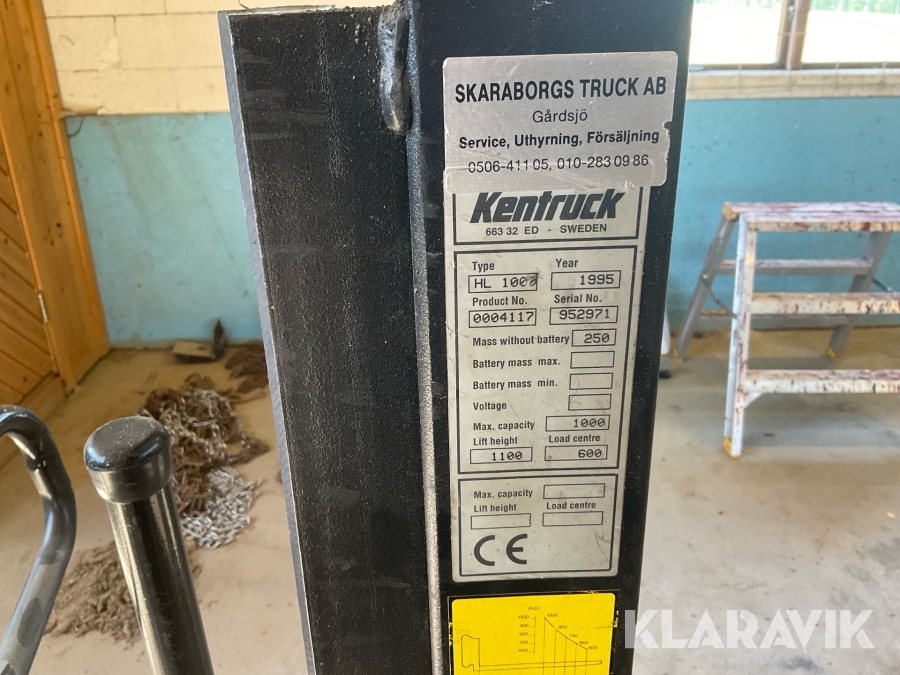 SKARABORGS TRUCK AB
Gårdsjö
Service, Uthyrning, Försäljning
0506-411 05, 010-283 09 86
Kentruck
663 32 ED - SWEDEN
Type Year
HL 1000 1995
Product No. Serial No.
0004117 952971
Mass without battery 250
Battery mass max.
Battery mass min.
Voltage
Max. capacity 1000
Lift height Load centre
1100 600
Max. capacity
Lift height Load centre
CE
KLARAVIK